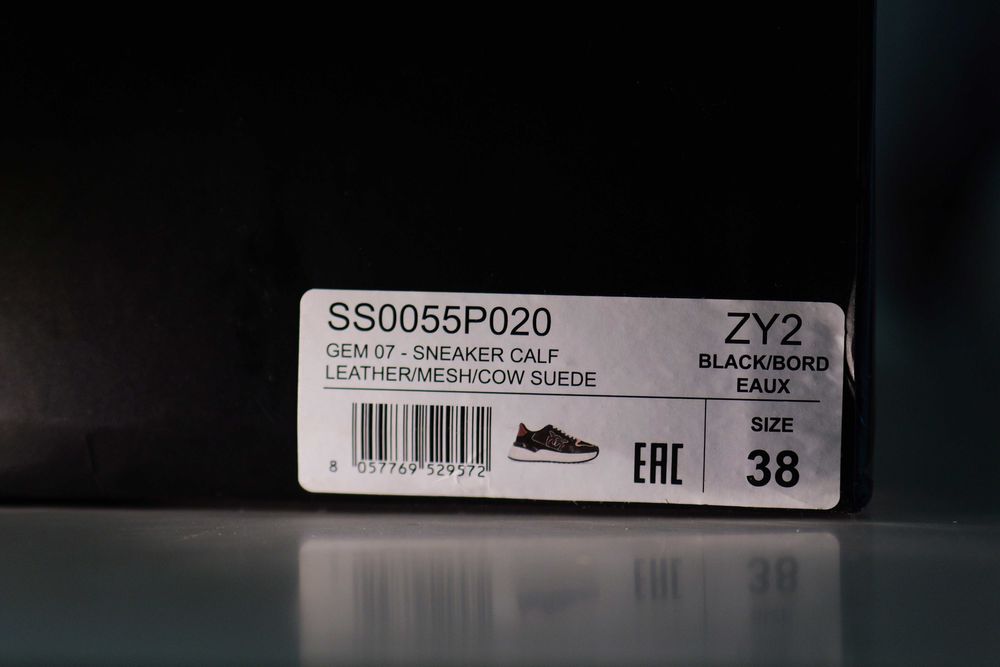 SS0055P020
GEM 07 - SNEAKER CALF
LEATHER/MESH/COW SUEDE
ZY2
BLACK/BORD
EAUX
8 057769 529572
EAC
SIZE
38